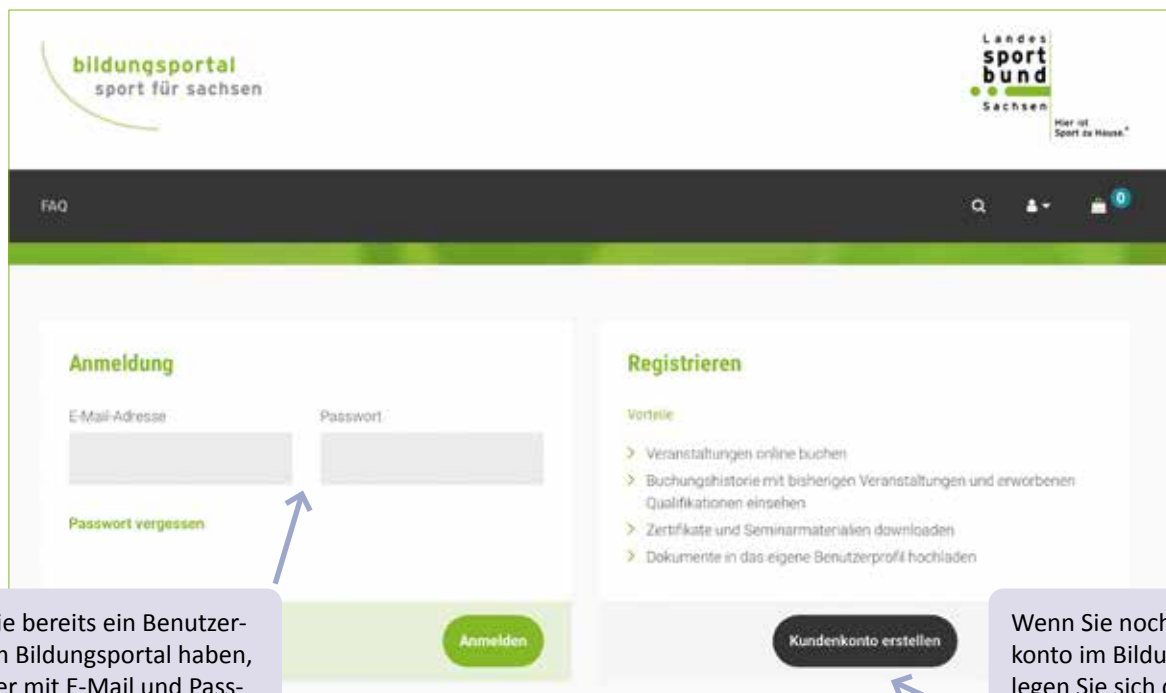 bildungsportal
sport für sachsen
Landes
sport
bund
Sachsen
Hier ist
Sport zu Hause.®
FAQ
0
Anmeldung
E-Mail-Adresse
Passwort
Passwort vergessen
Anmelden
Registrieren
Vorteile
Veranstaltungen online buchen
Buchungshistorie mit bisherigen Veranstaltungen und erworbenen
Qualifikationen einsehen
Zertifikate und Seminarmaterialien downloaden
Dokumente in das eigene Benutzerprofil hochladen
Kundenkonto erstellen
ie bereits ein Benutzer-
Bildungsportal haben,
er mit E-Mail und Pass-
Wenn Sie noch
konto im Bildu
legen Sie sich